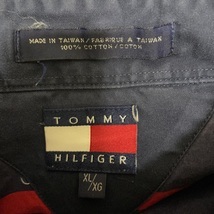 MADE IN TAIWAN/FABRIQUÉ A TAIWAN
100% COTTON/COTON
TOMMY
HILFIGER
XL/
/XG